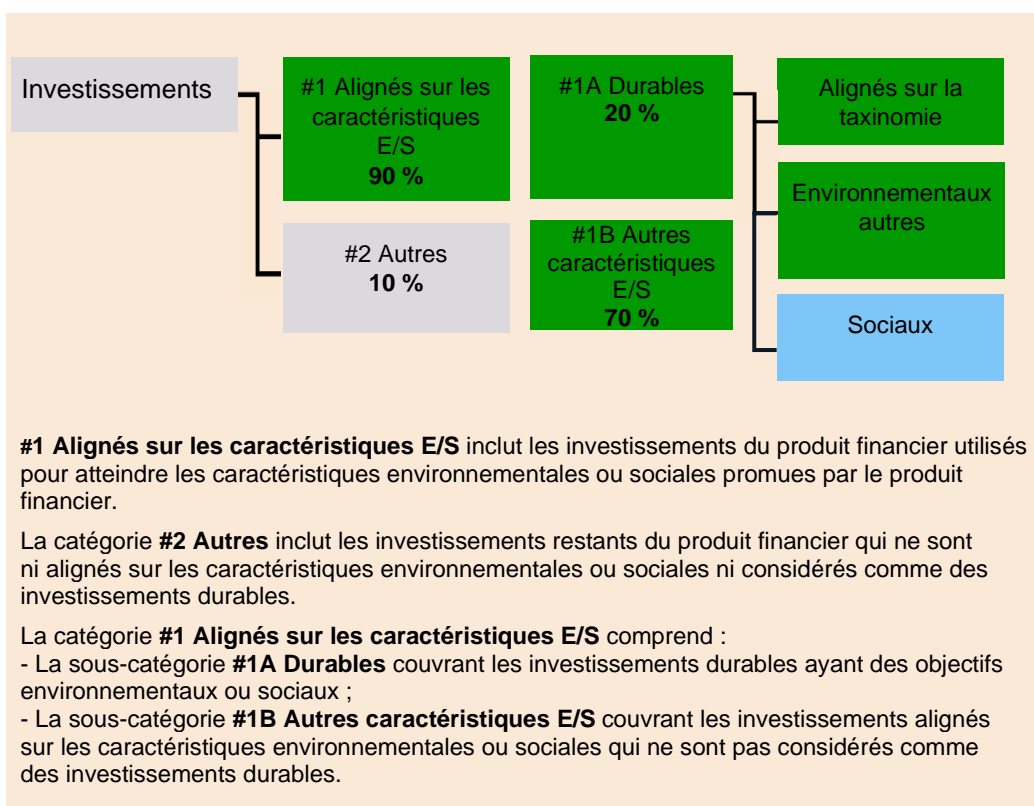 Investissements
#1 Alignés sur les
caractéristiques
E/S
90 %
#2 Autres
10 %
#1A Durables
20 %
#1B Autres
caractéristiques
E/S
70 %
Alignés sur la
taxinomie
Environnementaux
autres
Sociaux
#1 Alignés sur les caractéristiques E/S inclut les investissements du produit financier utilisés
pour atteindre les caractéristiques environnementales ou sociales promues par le produit
financier.
La catégorie #2 Autres inclut les investissements restants du produit financier qui ne sont
ni alignés sur les caractéristiques environnementales ou sociales ni considérés comme des
investissements durables.
La catégorie #1 Alignés sur les caractéristiques E/S comprend :
- La sous-catégorie #1A Durables couvrant les investissements durables ayant des objectifs
environnementaux ou sociaux ;
- La sous-catégorie #1B Autres caractéristiques E/S couvrant les investissements alignés
sur les caractéristiques environnementales ou sociales qui ne sont pas considérés comme
des investissements durables.